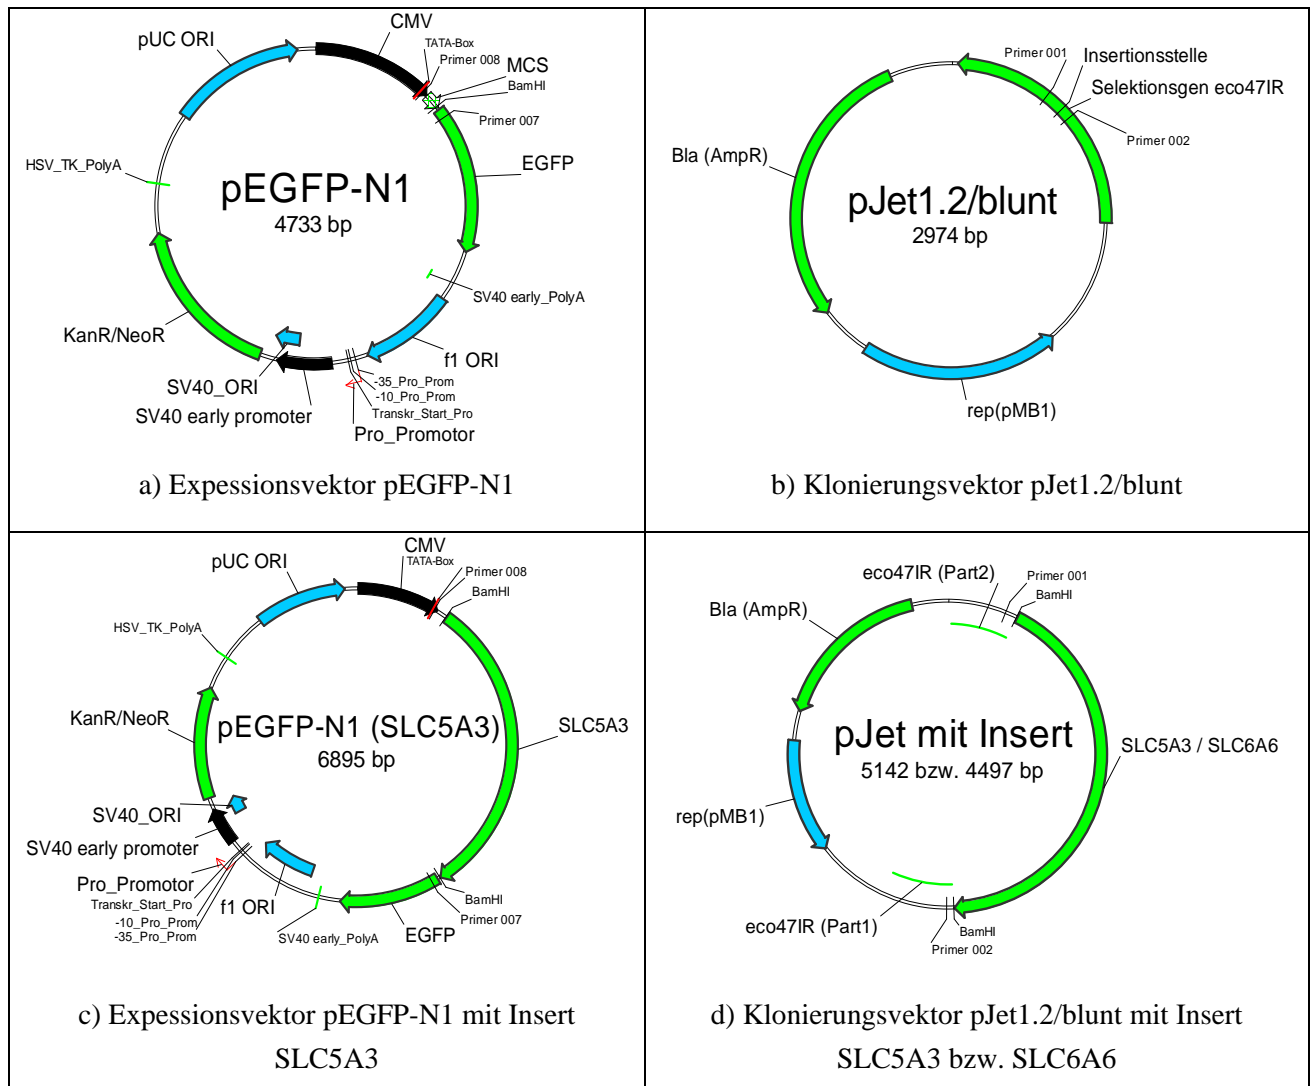 CMV
pUC ORI
TATA-Box
Primer 008
MCS
BamHI
Primer 007
HSV_TK_PolyA
EGFP
pEGFP-N1
4733 bp
SV40 early_PolyA
KanR/NeoR
f1 ORI
SV40_ORI
-35_Pro_Prom
-10_Pro_Prom
SV40 early promoter
Transkr_Start_Pro
Pro_Promotor
a) Expessionsvektor pEGFP-N1
Primer 001
Insertionsstelle
Selektionsgen eco47IR
Primer 002
Bla (AmpR)
pJet1.2/blunt
2974 bp
rep(pMB1)
b) Klonierungsvektor pJet1.2/blunt
CMV
pUC ORI
TATA-Box
Primer 008
BamHI
HSV_TK_PolyA
KanR/NeoR
pEGFP-N1 (SLC5A3)
6895 bp
SLC5A3
SV40_ORI
SV40 early promoter
Pro_Promotor
Transkr_Start_Pro
-10_Pro_Prom
-35_Pro_Prom
f1 ORI
SV40 early_PolyA
EGFP
BamHI
Primer 007
c) Expessionsvektor pEGFP-N1 mit Insert
SLC5A3
eco47IR (Part2)
Primer 001
BamHI
Bla (AmpR)
pJet mit Insert
5142 bzw. 4497 bp
SLC5A3 / SLC6A6
rep(pMB1)
eco47IR (Part1)
BamHI
Primer 002
d) Klonierungsvektor pJet1.2/blunt mit Insert
SLC5A3 bzw. SLC6A6